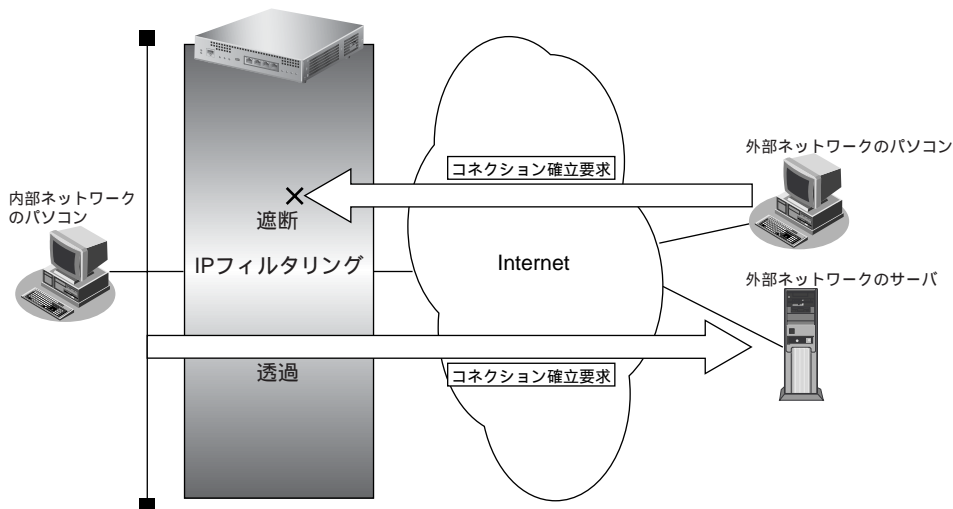 外部ネットワークのパソコン
コネクション確立要求
内部ネットワーク
のパソコン
遮断
IPフィルタリング
Internet
外部ネットワークのサーバ
透過
コネクション確立要求